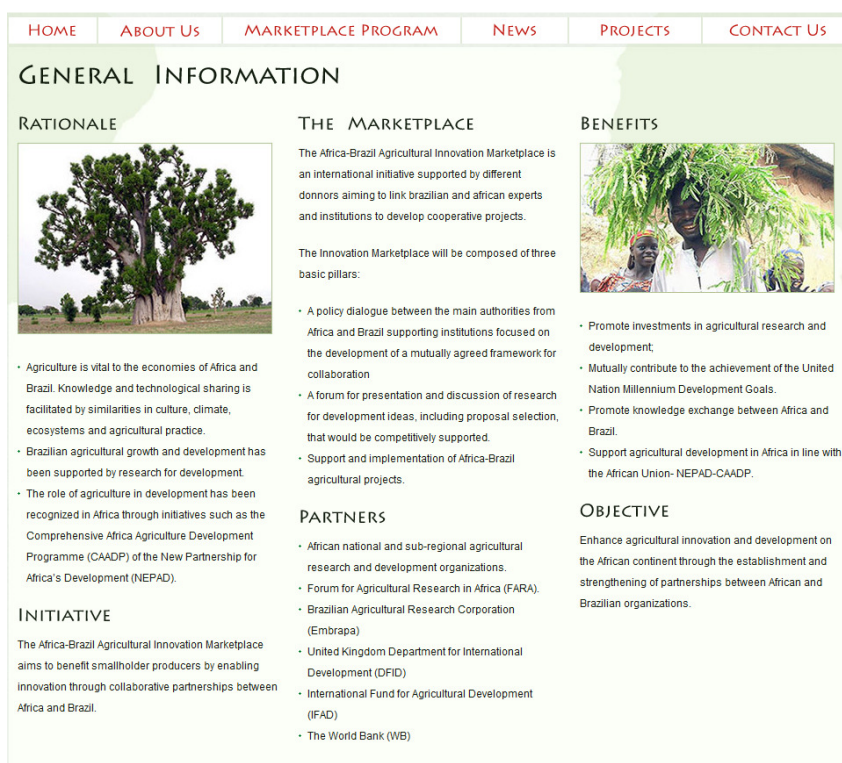 Home About Us Marketplace Program News Projects Contact Us
General Information
Rationale
• Agriculture is vital to the economies of Africa and
Brazil. Knowledge and technological sharing is
facilitated by similarities in culture, climate,
ecosystems and agricultural practice.
• Brazilian agricultural growth and development has
been supported by research for development.
• The role of agriculture in development has been
recognized in Africa through initiatives such as the
Comprehensive Africa Agriculture Development
Programme (CAADP) of the New Partnership for
Africa's Development (NEPAD).
Initiative
The Africa-Brazil Agricultural Innovation Marketplace
aims to benefit smallholder producers by enabling
innovation through collaborative partnerships between
Africa and Brazil.
The Marketplace
The Africa-Brazil Agricultural Innovation Marketplace is
an international initiative supported by different
donnors aiming to link brazilian and african experts
and institutions to develop cooperative projects.
The Innovation Marketplace will be composed of three
basic pillars:
• A policy dialogue between the main authorities from
Africa and Brazil supporting institutions focused on
the development of a mutually agreed framework for
collaboration
• A forum for presentation and discussion of research
for development ideas, including proposal selection,
that would be competitively supported.
• Support and implementation of Africa-Brazil
agricultural projects.
Partners
• African national and sub-regional agricultural
research and development organizations.
• Forum for Agricultural Research in Africa (FARA).
• Brazilian Agricultural Research Corporation
(Embrapa)
• United Kingdom Department for International
Development (DFID)
• International Fund for Agricultural Development
(IFAD)
• The World Bank (WB)
Benefits
• Promote investments in agricultural research and
development;
• Mutually contribute to the achievement of the United
Nation Millennium Development Goals.
• Promote knowledge exchange between Africa and
Brazil.
• Support agricultural development in Africa in line with
the African Union- NEPAD-CAADP.
Objective
Enhance agricultural innovation and development on
the African continent through the establishment and
strengthening of partnerships between African and
Brazilian organizations.